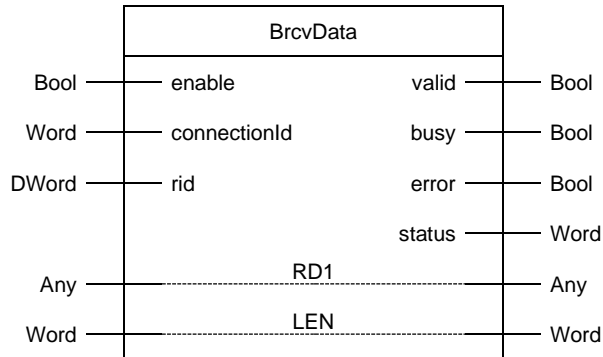 BrcvData
Bool enable valid Bool
Word connectionId busy Bool
DWord rid error Bool
status Word
Any RD1 Any
Word LEN Word